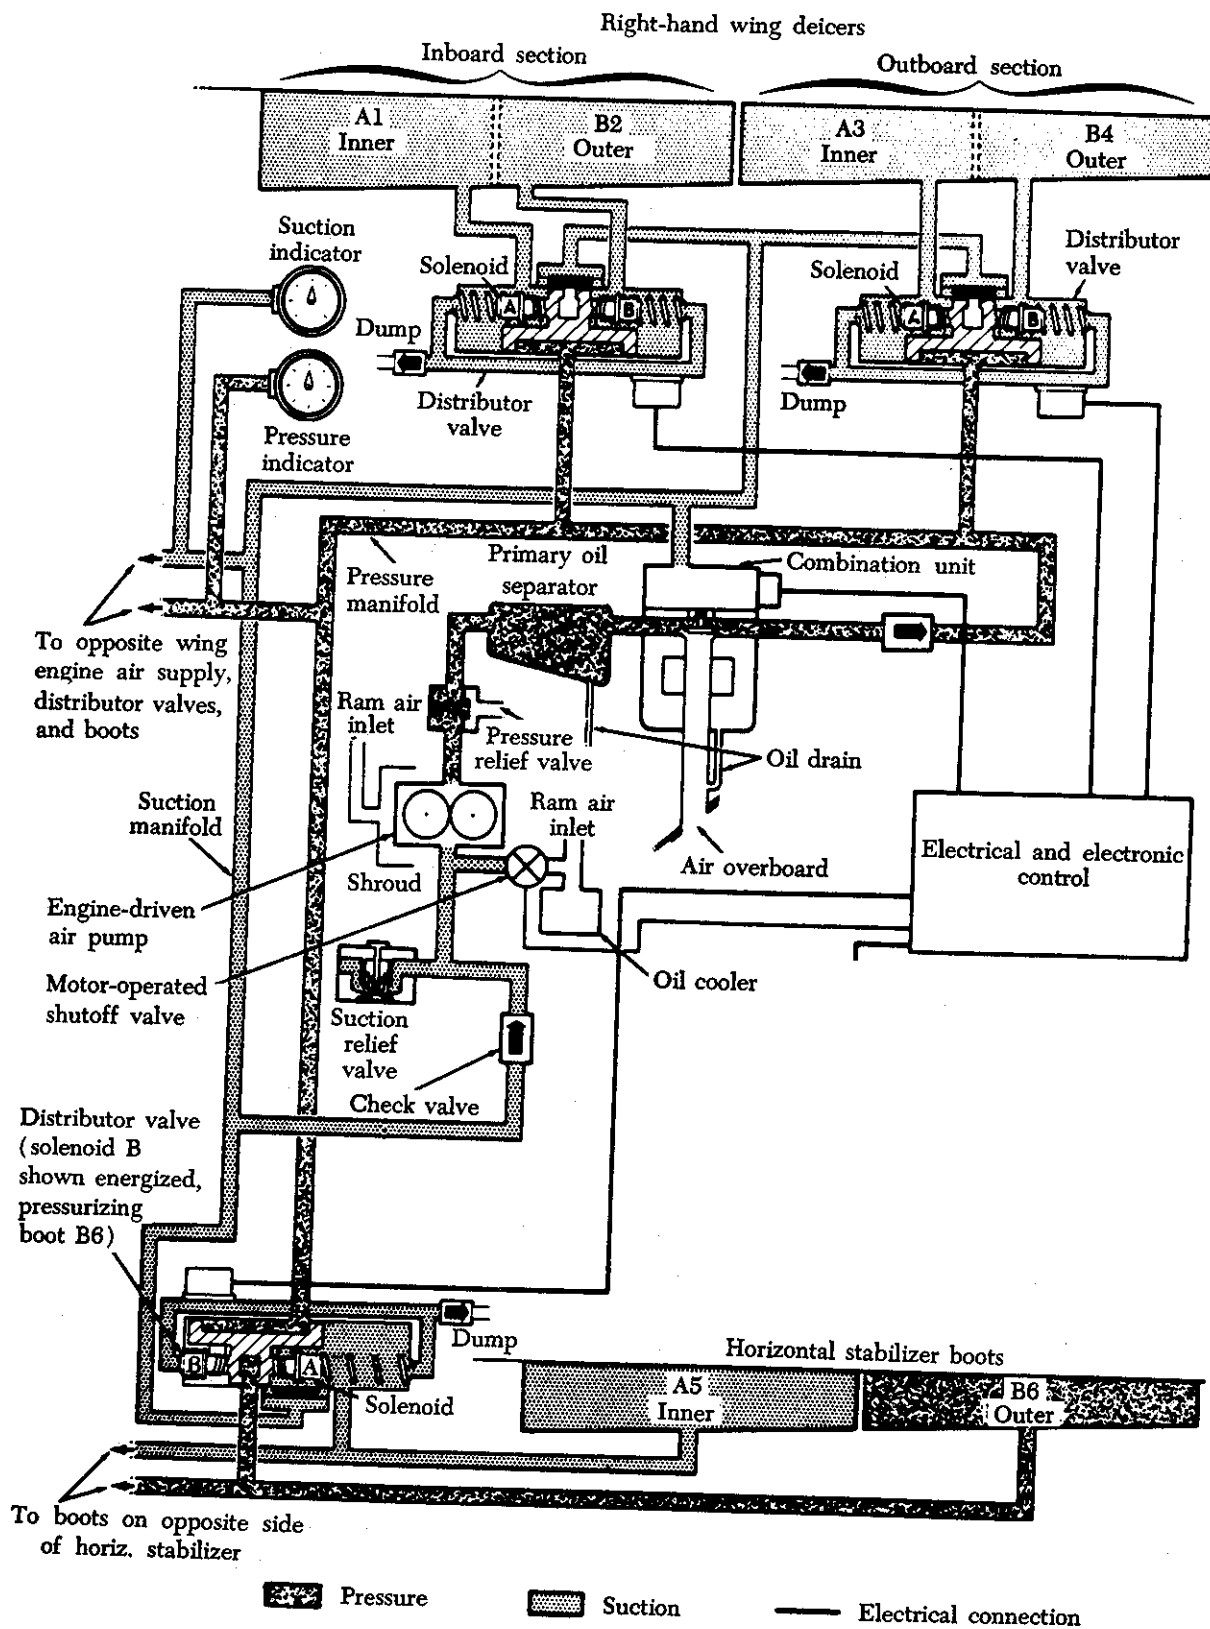 Right-hand wing deicers
Inboard section
Outboard section
A1
Inner
B2
Outer
A3
Inner
B4
Outer
Suction
indicator
Solenoid
A
B
Dump
Distributor
valve
Solenoid
A
B
Distributor
valve
Dump
Pressure
indicator
Primary oil
separator
Combination unit
Pressure
manifold
To opposite wing
engine air supply,
distributor valves,
and boots
Ram air
inlet
Pressure
relief valve
Oil drain
Suction
manifold
Ram air
inlet
Air overboard
Electrical and electronic
control
Shroud
Engine-driven
air pump
Motor-operated
shutoff valve
Oil cooler
Suction
relief
valve
Check valve
Distributor valve
(solenoid B
shown energized,
pressurizing
boot B6)
Dump
B
A
Solenoid
Horizontal stabilizer boots
A5
Inner
B6
Outer
To boots on opposite side
of horiz. stabilizer
Pressure
Suction
Electrical connection